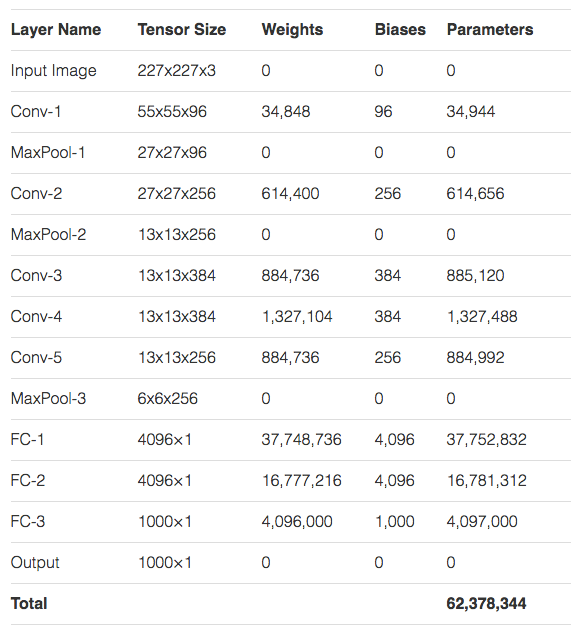 Layer Name Tensor Size Weights Biases Parameters
Input Image 227x227x3 0 0 0
Conv-1 55x55x96 34,848 96 34,944
MaxPool-1 27x27x96 0 0 0
Conv-2 27x27x256 614,400 256 614,656
MaxPool-2 13x13x256 0 0 0
Conv-3 13x13x384 884,736 384 885,120
Conv-4 13x13x384 1,327,104 384 1,327,488
Conv-5 13x13x256 884,736 256 884,992
MaxPool-3 6x6x256 0 0 0
FC-1 4096×1 37,748,736 4,096 37,752,832
FC-2 4096×1 16,777,216 4,096 16,781,312
FC-3 1000×1 4,096,000 1,000 4,097,000
Output 1000×1 0 0 0
Total 62,378,344